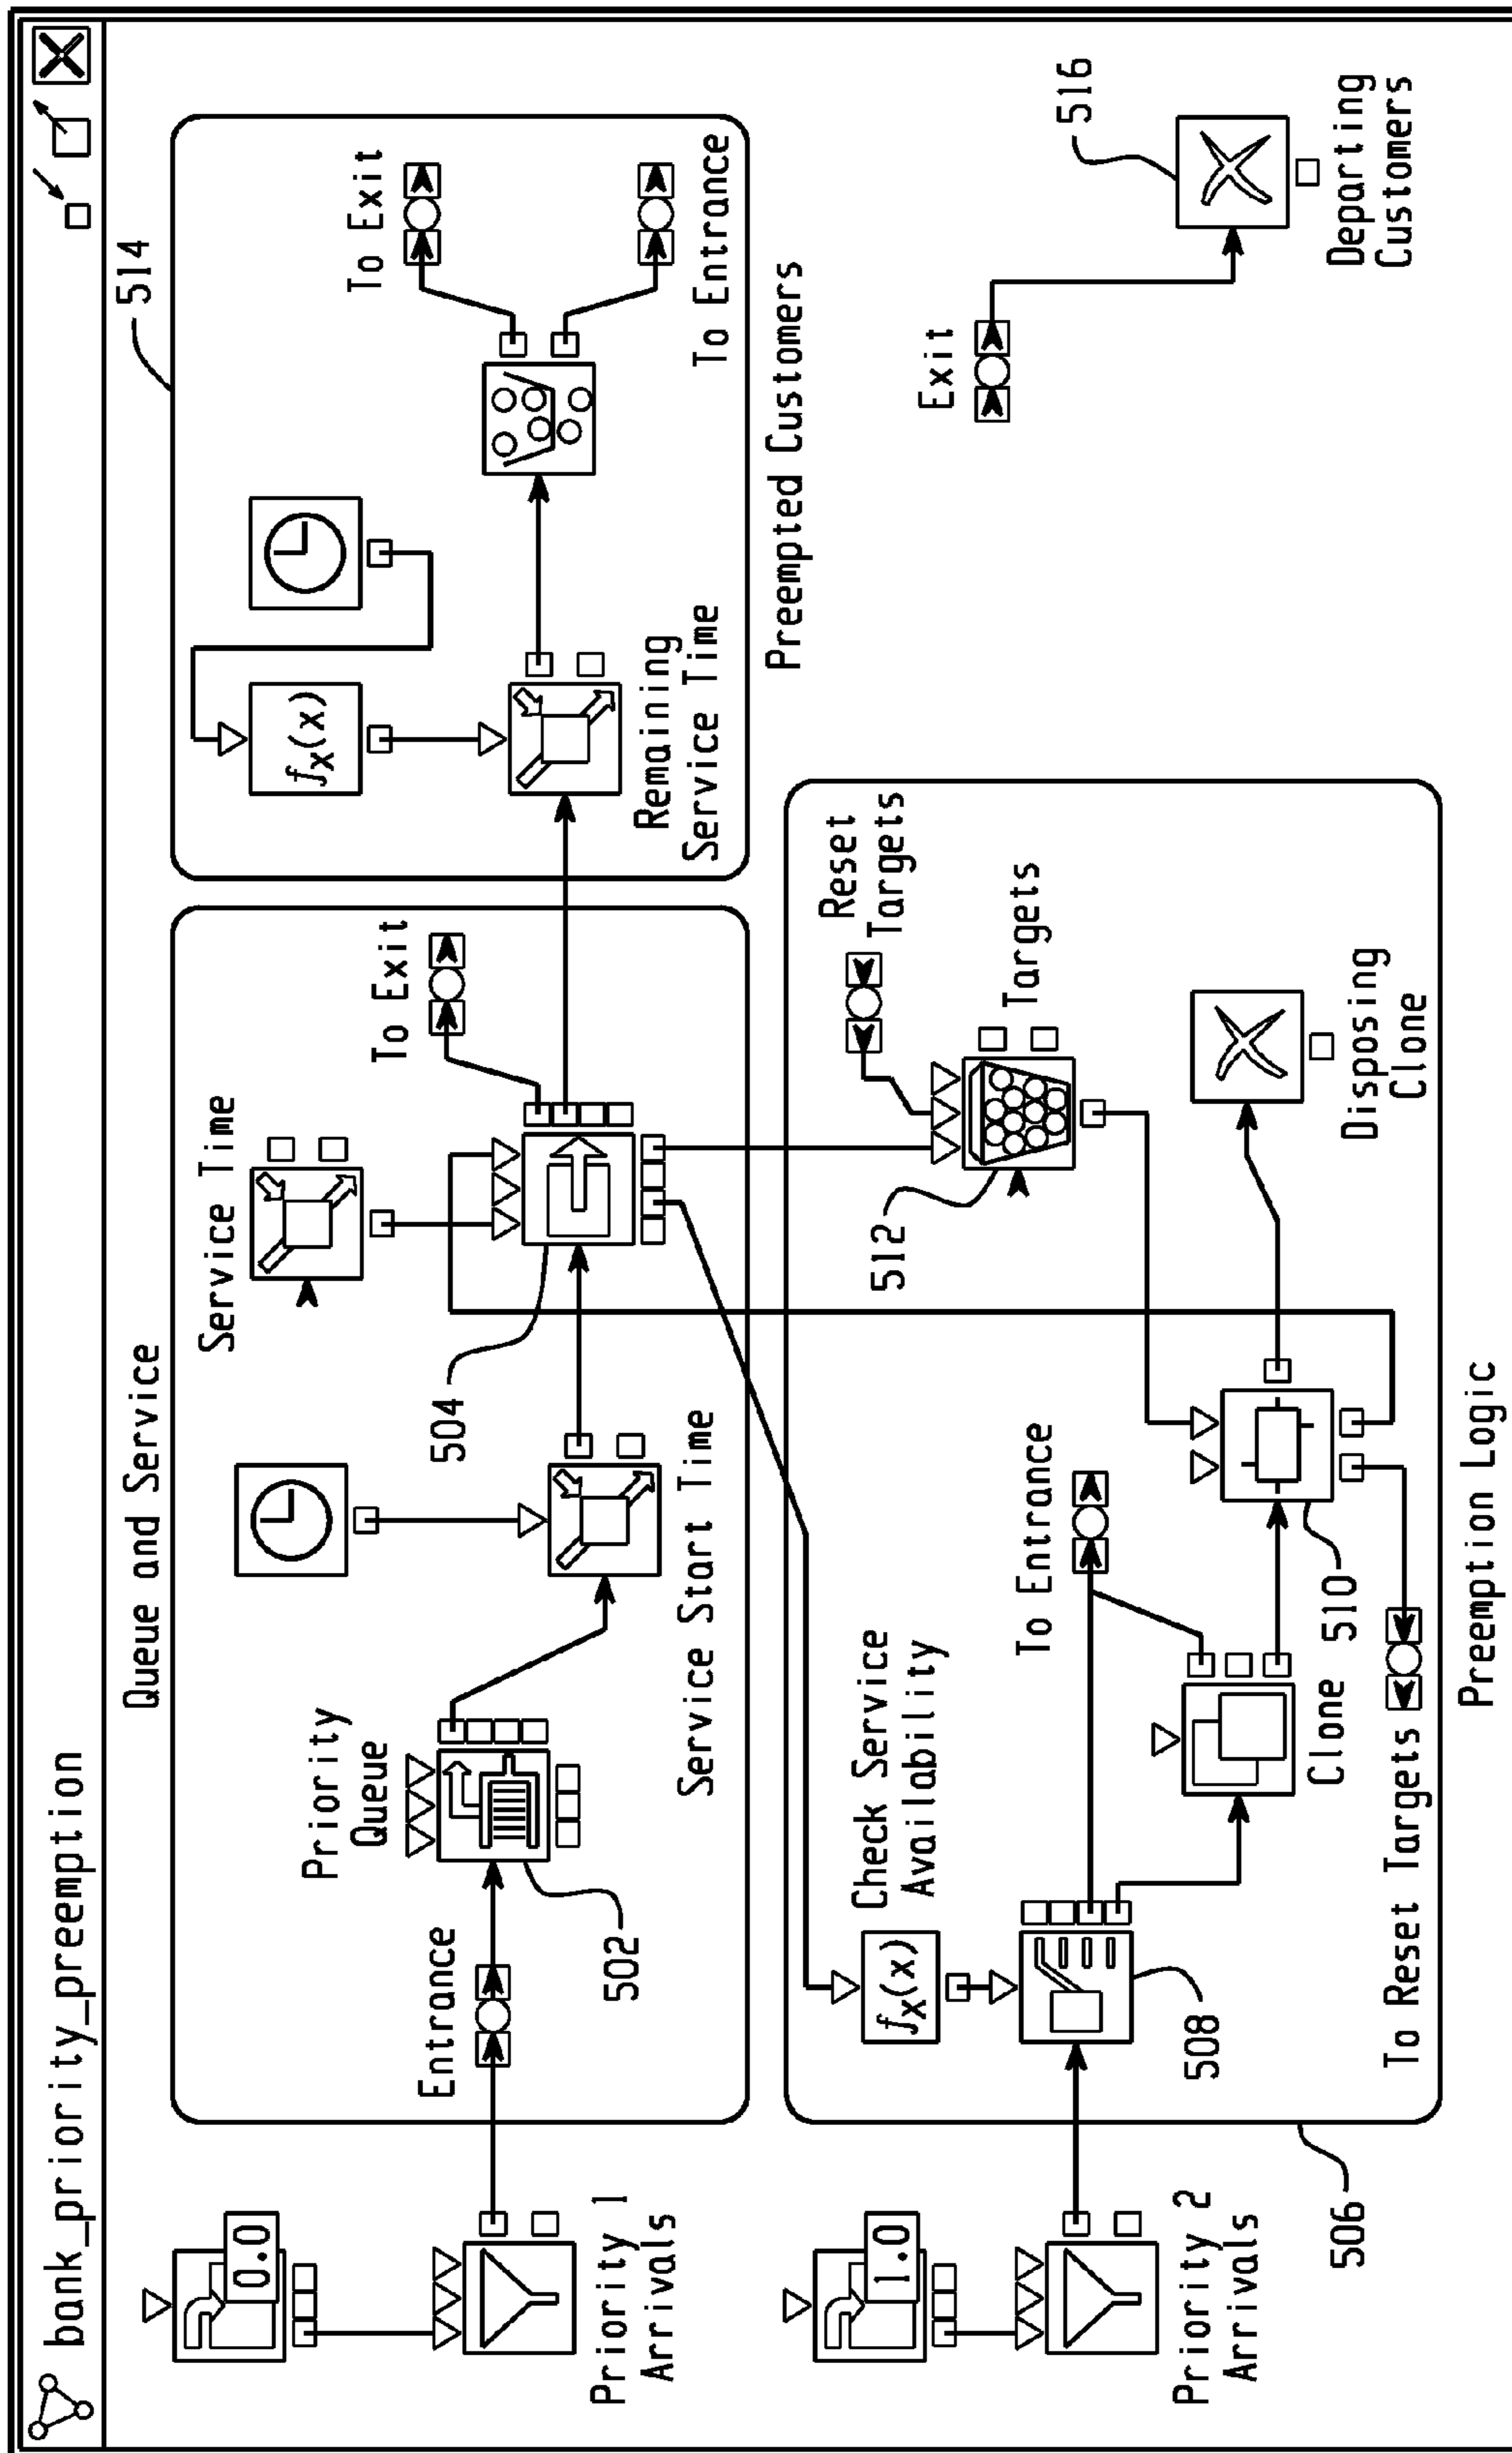 bank_priority_preemption
Queue and Service
514
Service Time
To Exit
To Exit
Priority
Queue
fx(x)
Entrance
504
502
Service Start Time
Remaining
Service Time
To Entrance
Preempted Customers
0.0
Priority 1
Arrivals
Check Service
Availability
Reset
Targets
Exit
516
fx(x)
To Entrance
512
Targets
1.0
508
Clone
510
Disposing
Clone
Departing
Customers
Priority 2
Arrivals
506
To Reset Targets
Preemption Logic